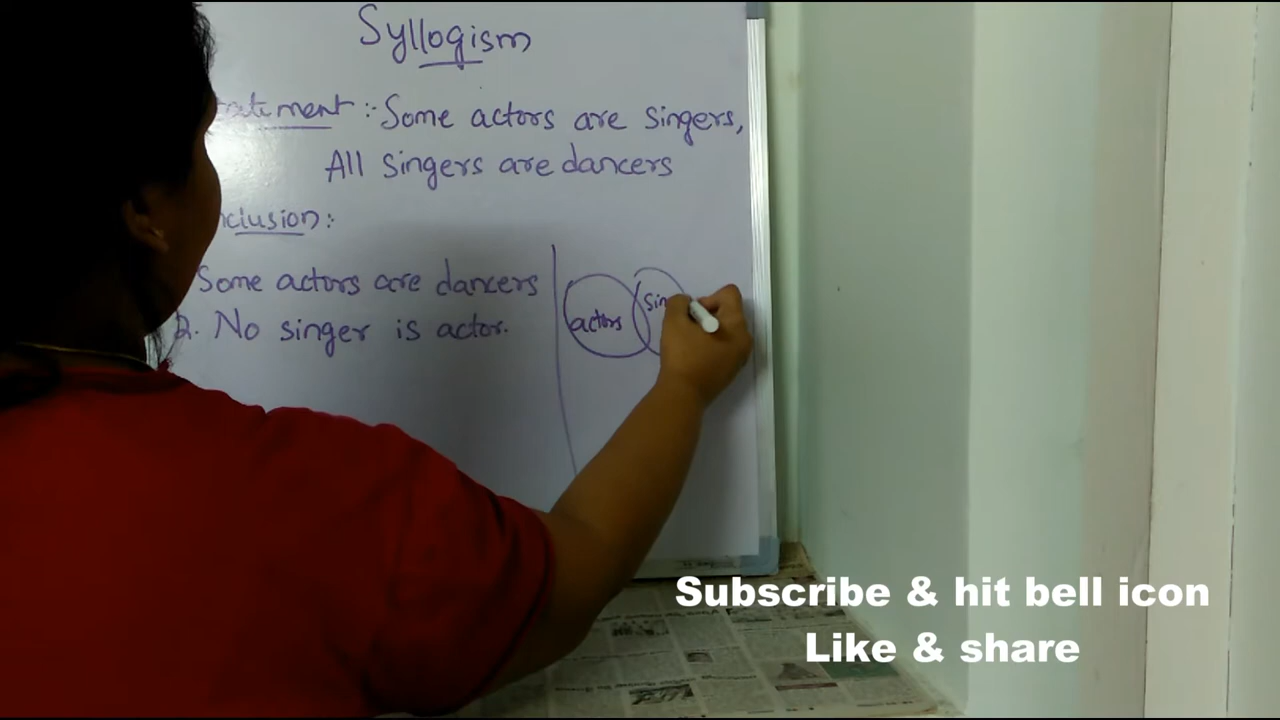 Syllogism
Some actors are singers,
All singers are dancers
Some actors are dancers
2. No singer is actor.
actors
Subscribe & hit bell icon
Like & share